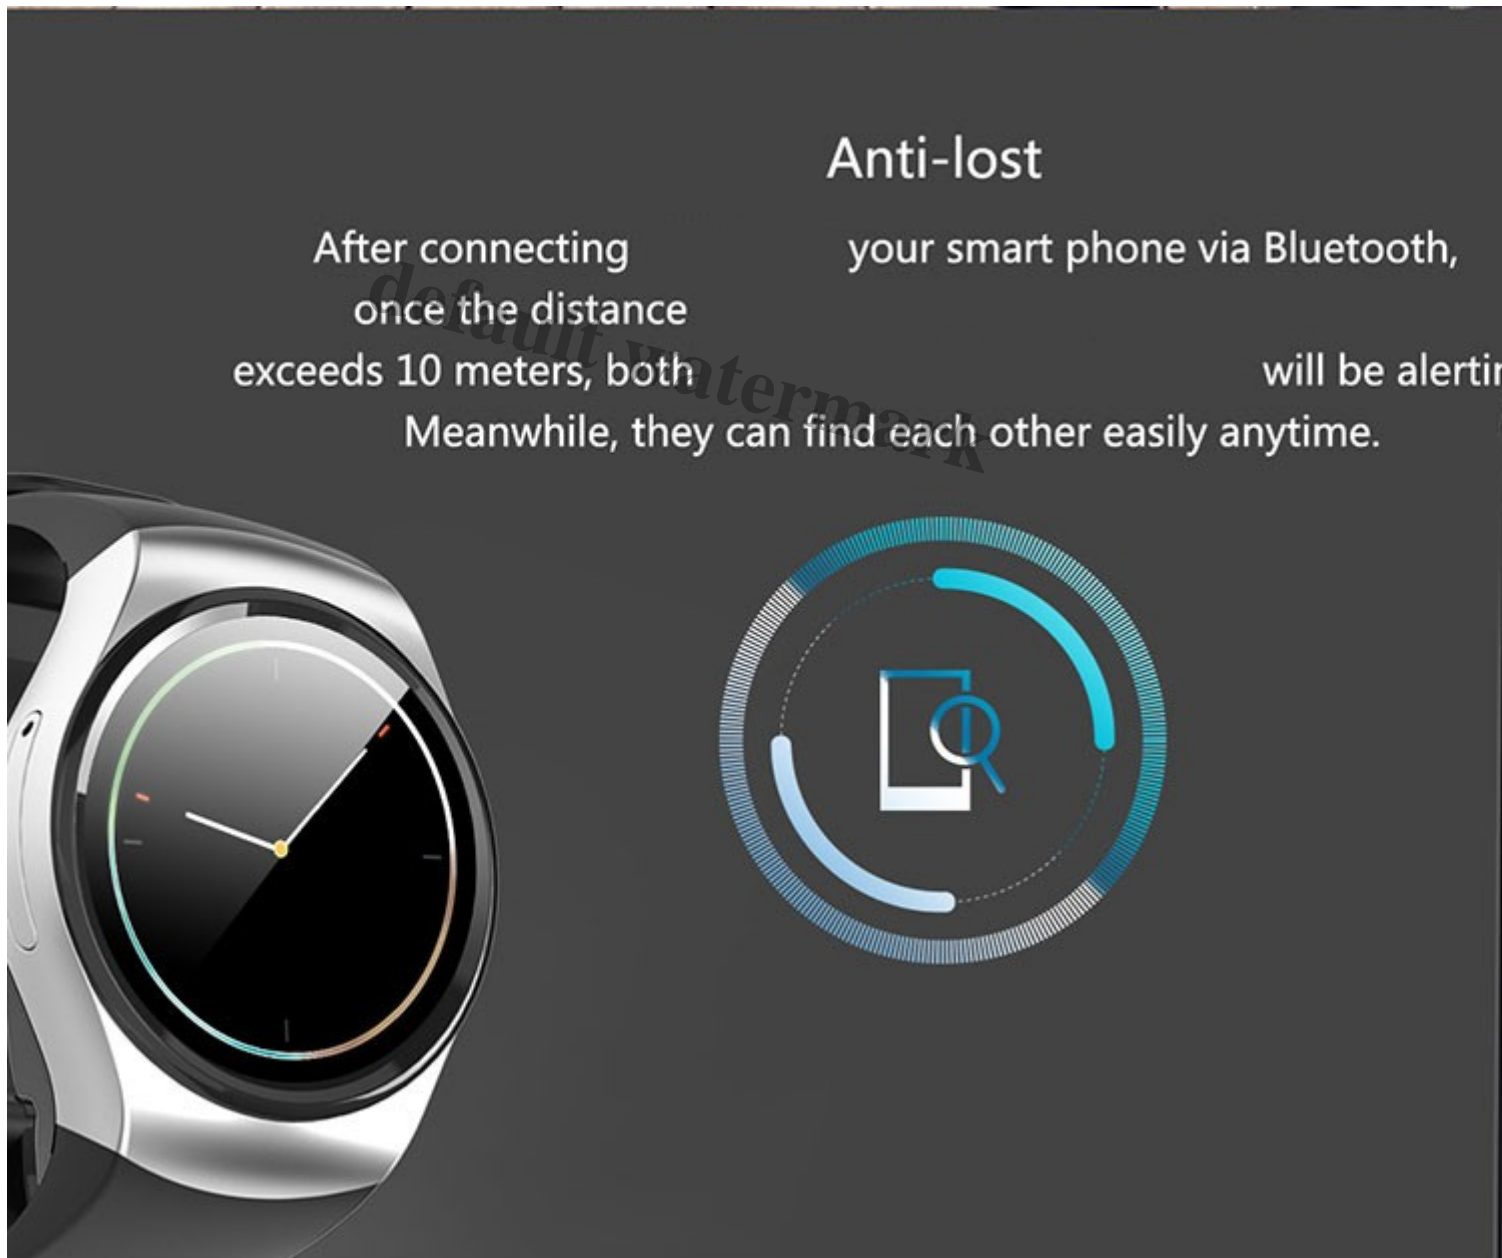 Anti-lost
After connecting your smart phone via Bluetooth,
once the distance
exceeds 10 meters, both will be alertin
Meanwhile, they can find each other easily anytime.
default watermark